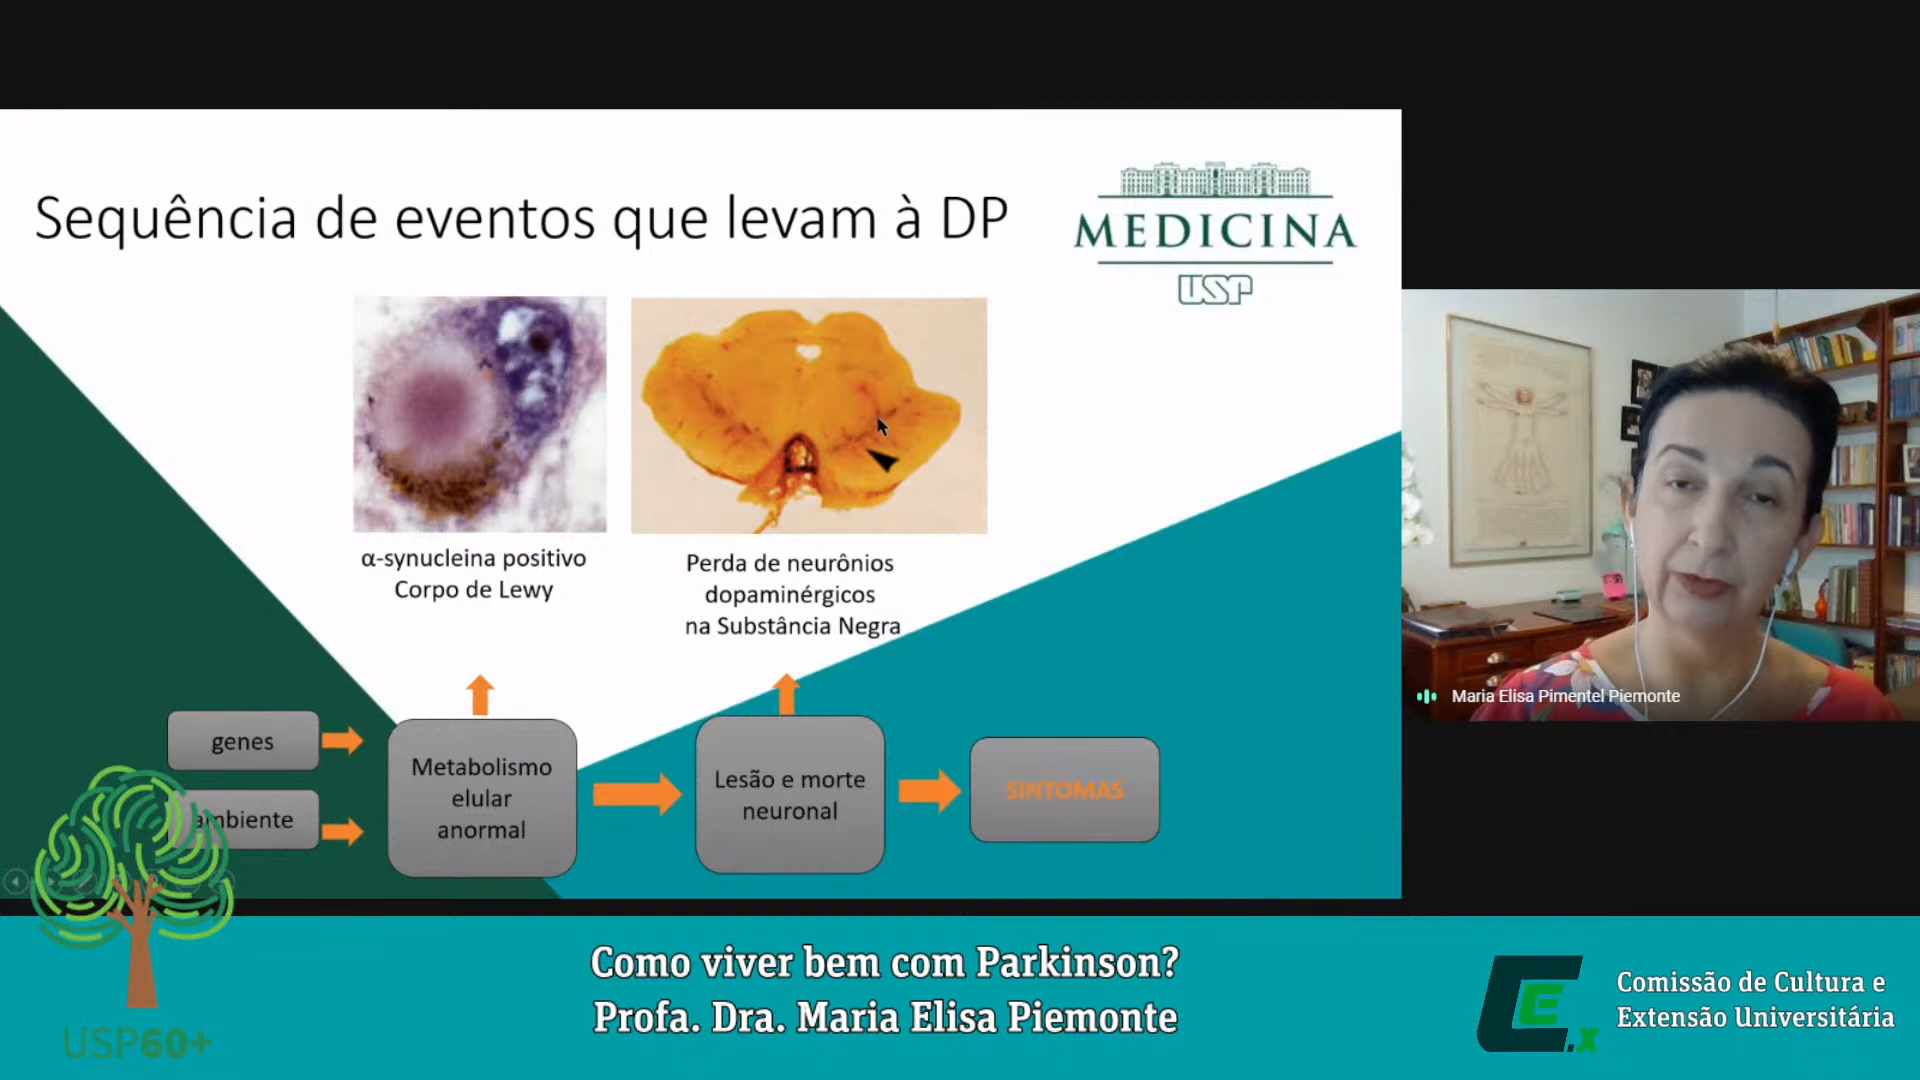 Sequência de eventos que levam à DP
MEDICINA
USP
α-synucleina positivo
Corpo de Lewy
Perda de neurônios
dopaminérgicos
na Substância Negra
genes
ambiente
Metabolismo
elular
anormal
Lesão e morte
neuronal
SINTOMAS
Maria Elisa Pimentel Piemonte
USP60+
Como viver bem com Parkinson?
Profa. Dra. Maria Elisa Piemonte
CE.x
Comissão de Cultura e
Extensão Universitária